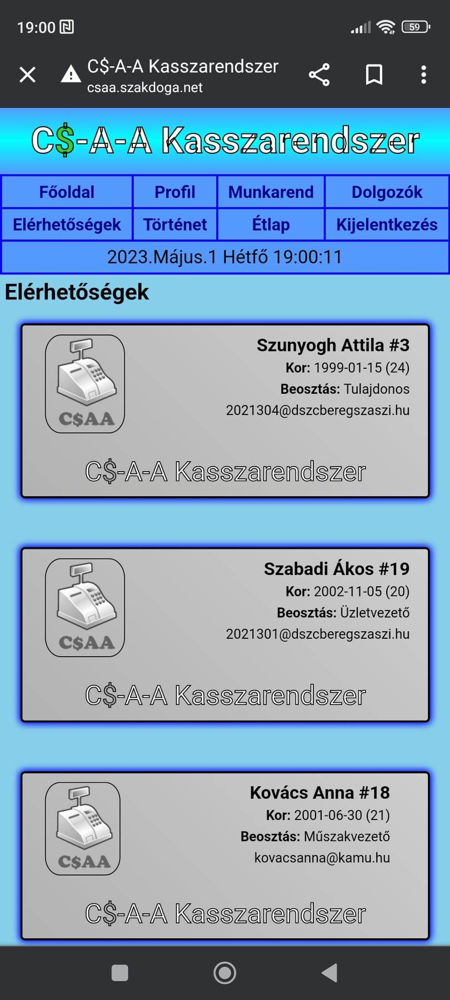 19:00
59
C$-A-A Kasszarendszer
csaa.szakdoga.net
C$-A-A Kasszarendszer
Főoldal Profil Munkarend Dolgozók
Elérhetőségek Történet Étlap Kijelentkezés
2023.Május.1 Hétfő 19:00:11
Elérhetőségek
Szunyogh Attila #3
Kor: 1999-01-15 (24)
Beosztás: Tulajdonos
2021304@dszcberegszaszi.hu
C$AA
C$-A-A Kasszarendszer
Szabadi Ákos #19
Kor: 2002-11-05 (20)
Beosztás: Üzletvezető
2021301@dszcberegszaszi.hu
C$AA
C$-A-A Kasszarendszer
Kovács Anna #18
Kor: 2001-06-30 (21)
Beosztás: Műszakvezető
kovacsanna@kamu.hu
C$AA
C$-A-A Kasszarendszer